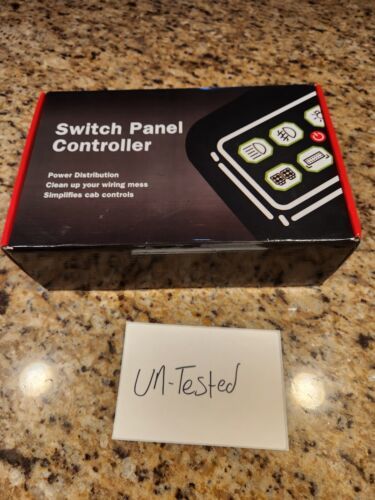 Switch Panel
Controller
Power Distribution
Clean up your wiring mess
Simplifies cab controls
UN-Tested